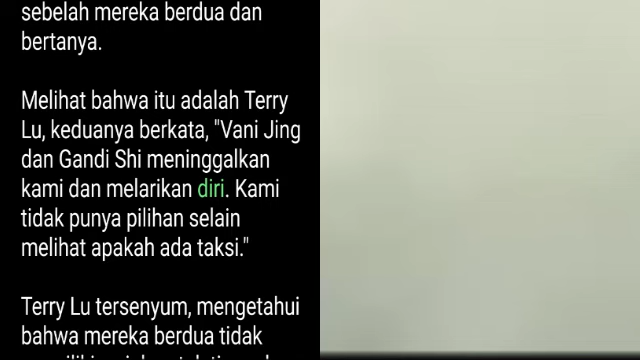 sebelah mereka berdua dan
bertanya.
Melihat bahwa itu adalah Terry
Lu, keduanya berkata, "Vani Jing
dan Gandi Shi meninggalkan
kami dan melarikan diri. Kami
tidak punya pilihan selain
melihat apakah ada taksi."
Terry Lu tersenyum, mengetahui
bahwa mereka berdua tidak